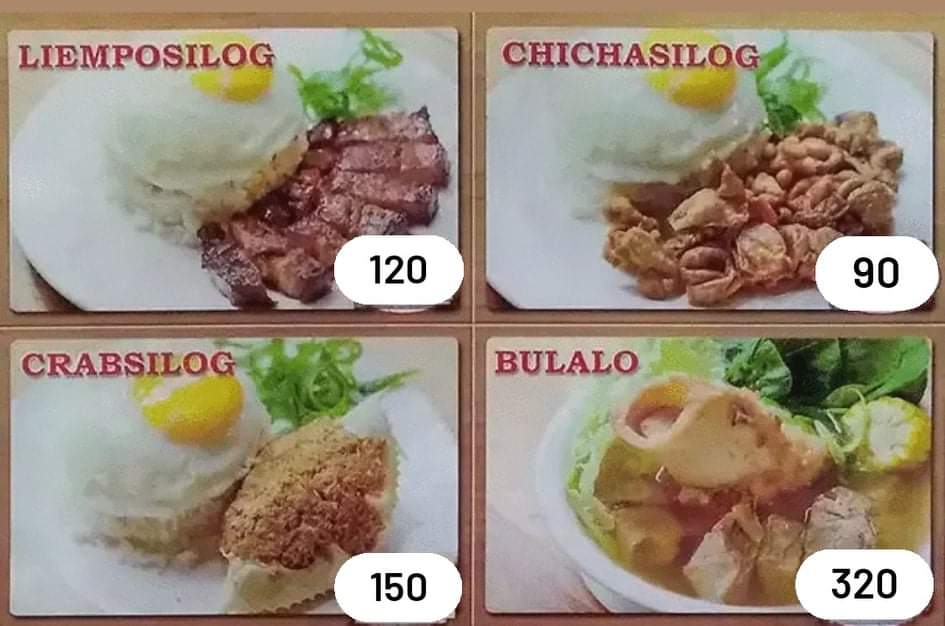 LIEMPOSILOG
120
CHICHASILOG
90
CRABSILOG
150
BULALO
320